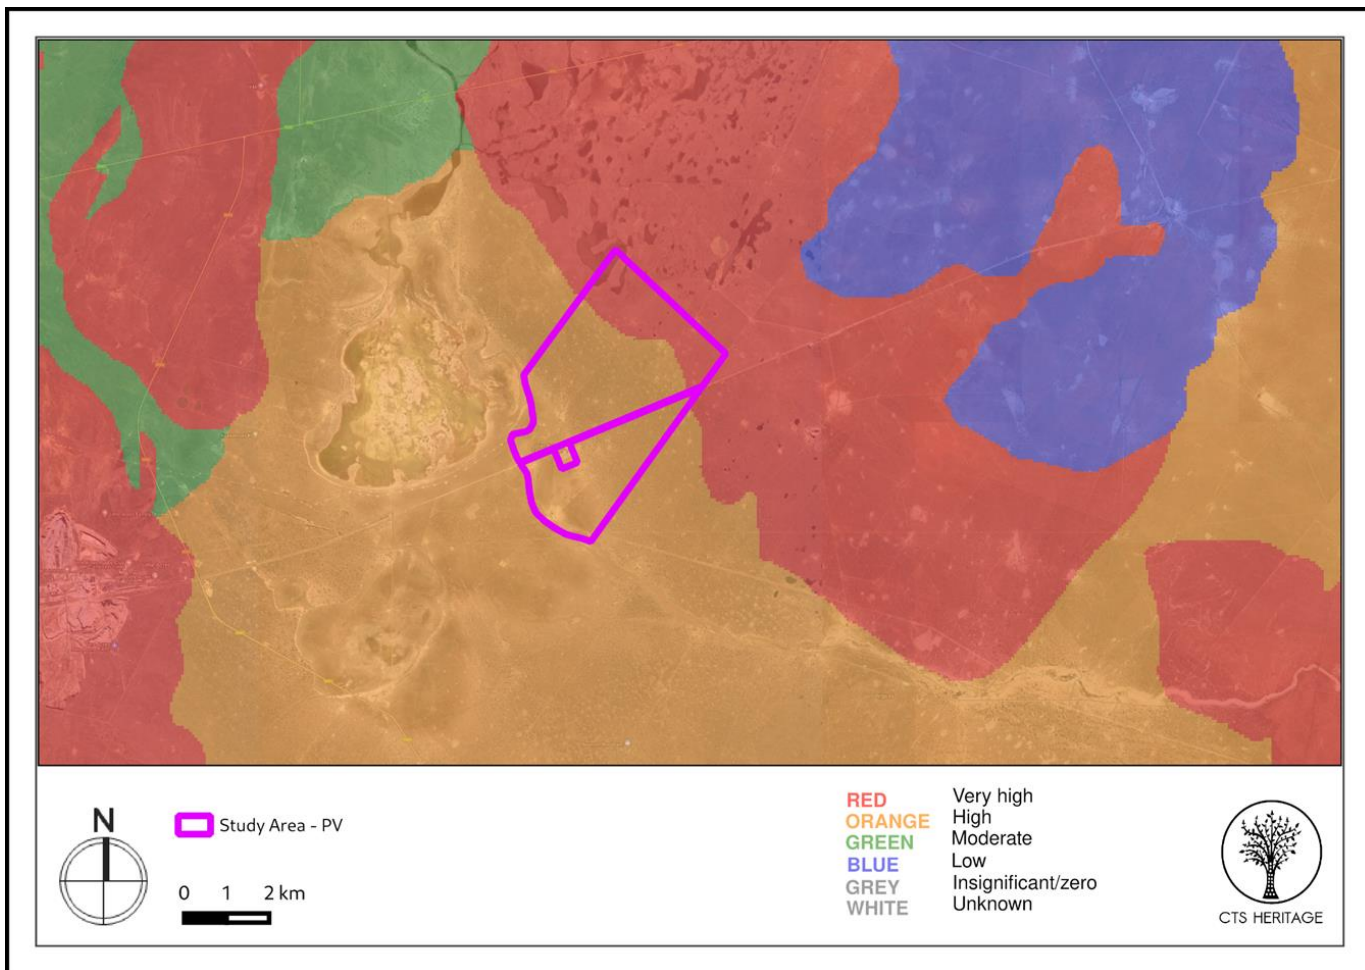 N
Study Area - PV
0 1 2 km
RED Very high
ORANGE High
GREEN Moderate
BLUE Low
GREY Insignificant/zero
WHITE Unknown
CTS HERITAGE